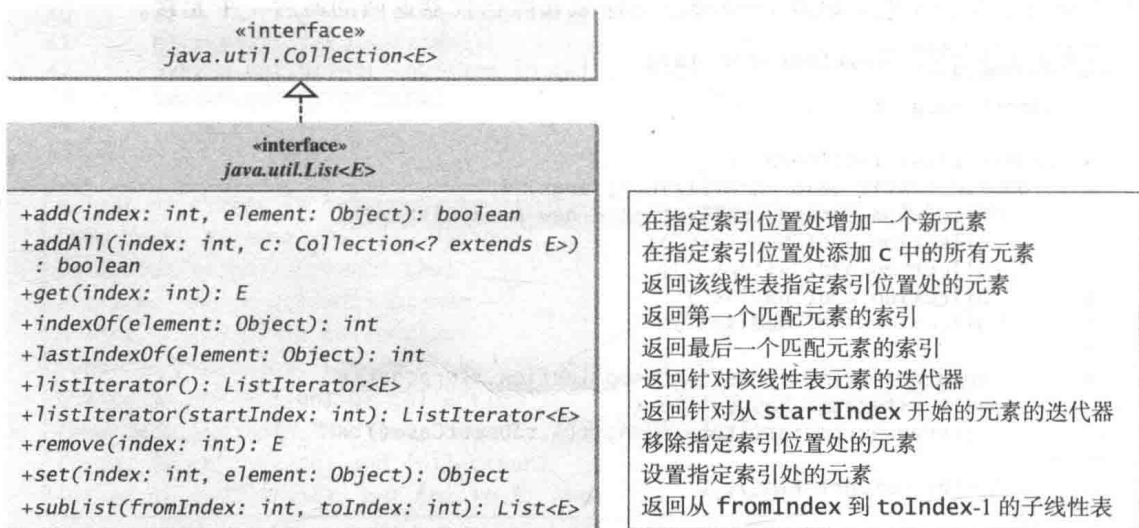 «interface»
java.util.Collection<E>
«interface»
java.util.List<E>
+add(index: int, element: Object): boolean
+addAll(index: int, c: Collection<? extends E>)
: boolean
+get(index: int): E
+indexOf(element: Object): int
+lastIndexOf(element: Object): int
+listIterator(): ListIterator<E>
+listIterator(startIndex: int): ListIterator<E>
+remove(index: int): E
+set(index: int, element: Object): Object
+subList(fromIndex: int, toIndex: int): List<E>
在指定索引位置处增加一个新元素
在指定索引位置处添加 c 中的所有元素
返回该线性表指定索引位置处的元素
返回第一个匹配元素的索引
返回最后一个匹配元素的索引
返回针对该线性表元素的迭代器
返回针对从 startIndex 开始的元素的迭代器
移除指定索引位置处的元素
设置指定索引处的元素
返回从 fromIndex 到 toIndex-1 的子线性表